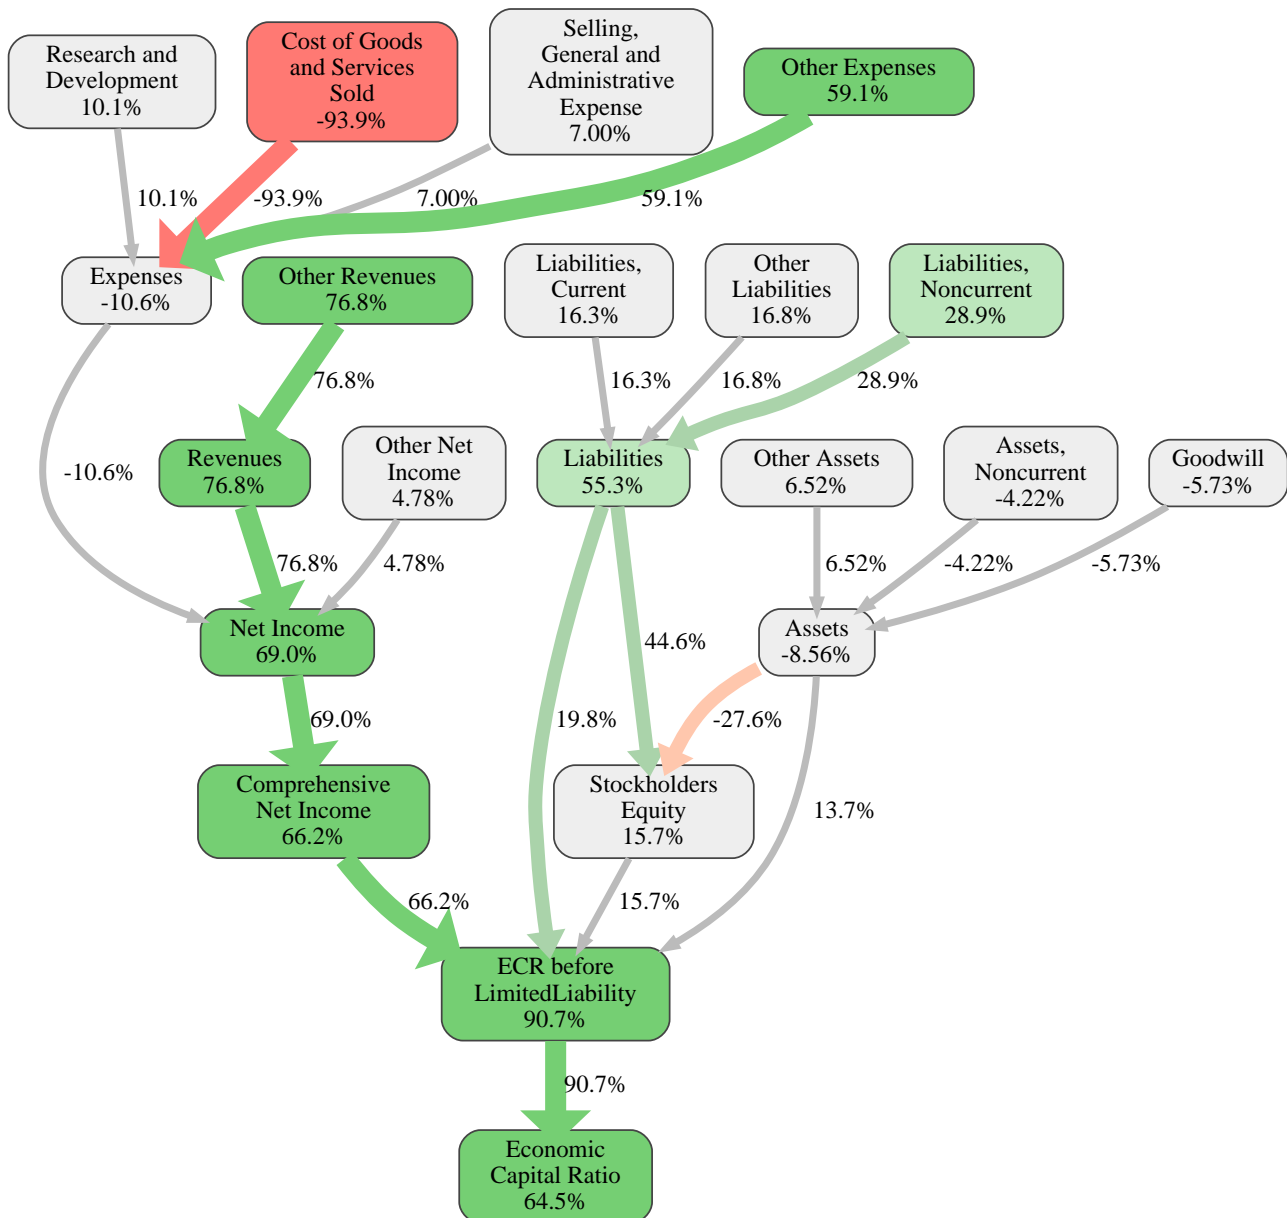 Research and
Development
10.1%
Cost of Goods
and Services
Sold
-93.9%
Selling,
General and
Administrative
Expense
7.00%
Other Expenses
59.1%
10.1%
-93.9%
7.00%
59.1%
Expenses
-10.6%
Other Revenues
76.8%
Liabilities,
Current
16.3%
Other
Liabilities
16.8%
Liabilities,
Noncurrent
28.9%
76.8%
16.3%
16.8%
28.9%
-10.6%
Revenues
76.8%
Other Net
Income
4.78%
Liabilities
55.3%
Other Assets
6.52%
Assets,
Noncurrent
-4.22%
Goodwill
-5.73%
76.8%
4.78%
6.52%
-4.22%
-5.73%
Net Income
69.0%
44.6%
Assets
-8.56%
69.0%
19.8%
-27.6%
Comprehensive
Net Income
66.2%
Stockholders
Equity
15.7%
13.7%
66.2%
15.7%
ECR before
LimitedLiability
90.7%
90.7%
Economic
Capital Ratio
64.5%